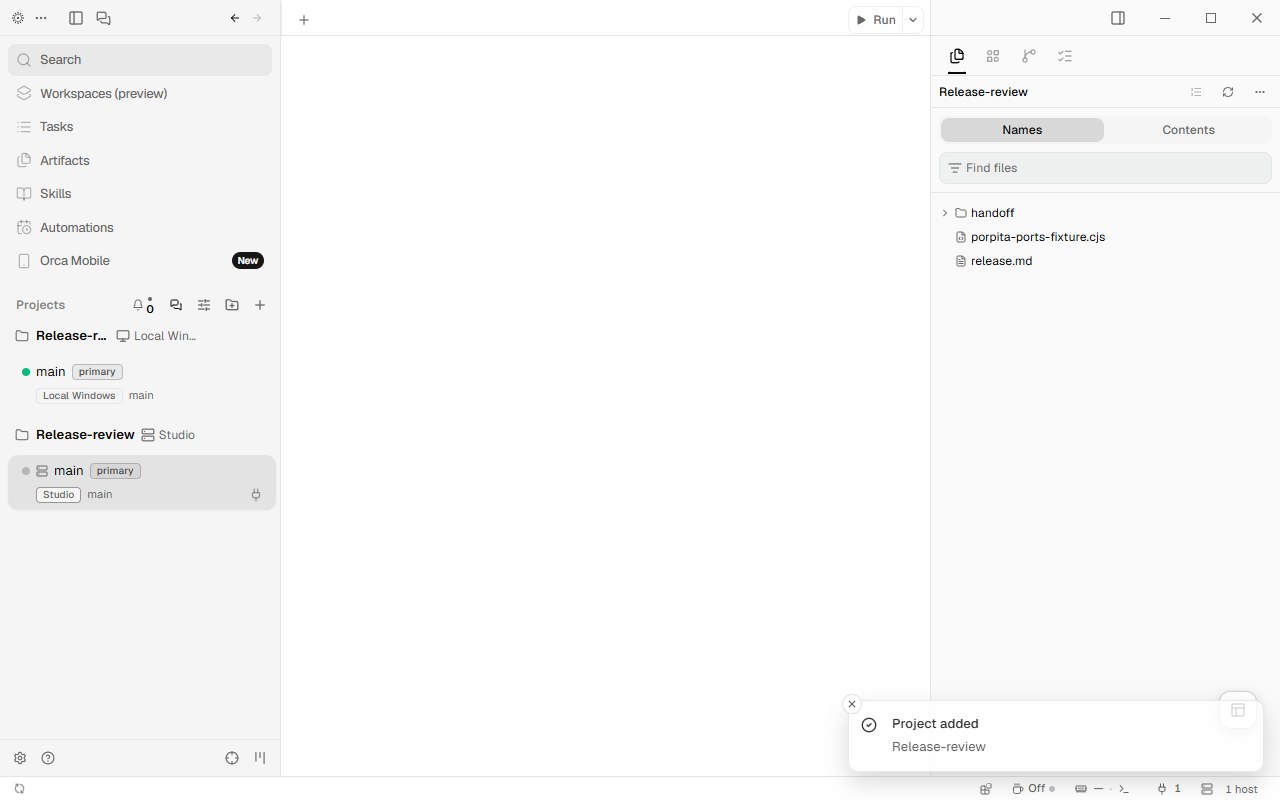 Run
Search
Workspaces (preview)
Tasks
Artifacts
Skills
Automations
Orca Mobile
New
Projects
0
Release-r...
Local Win...
main
primary
Local Windows
main
Release-review
Studio
main
primary
Studio
main
Release-review
Names
Contents
Find files
handoff
porpita-ports-fixture.cjs
release.md
Project added
Release-review
Off
1
1 host